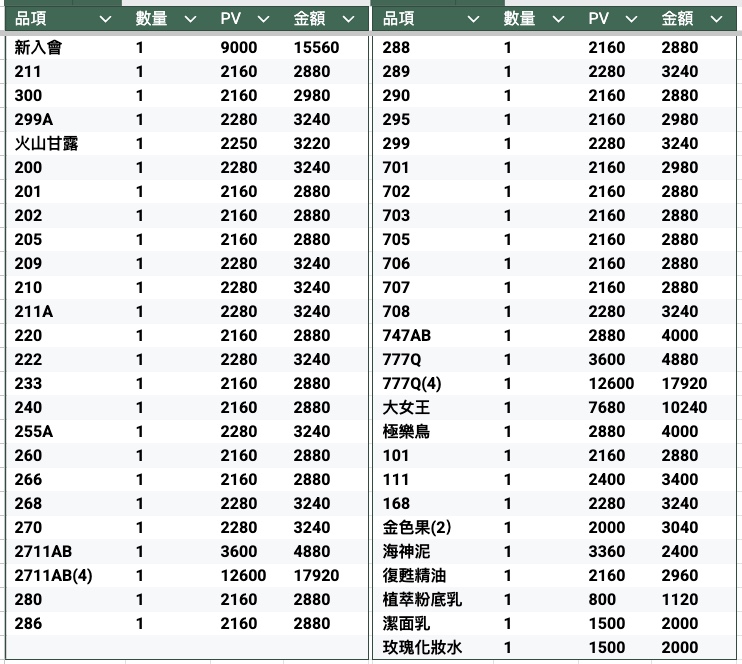 品項 數量 PV 金額
新入會 1 9000 15560
211 1 2160 2880
300 1 2160 2980
299A 1 2280 3240
火山甘露 1 2250 3220
200 1 2280 3240
201 1 2160 2880
202 1 2160 2880
205 1 2160 2880
209 1 2280 3240
210 1 2280 3240
211A 1 2280 3240
220 1 2160 2880
222 1 2280 3240
233 1 2160 2880
240 1 2160 2880
255A 1 2280 3240
260 1 2160 2880
266 1 2160 2880
268 1 2280 3240
270 1 2280 3240
2711AB 1 3600 4880
2711AB(4) 1 12600 17920
280 1 2160 2880
286 1 2160 2880
品項 數量 PV 金額
288 1 2160 2880
289 1 2280 3240
290 1 2160 2880
295 1 2160 2980
299 1 2280 3240
701 1 2160 2980
702 1 2160 2880
703 1 2160 2880
705 1 2160 2880
706 1 2160 2880
707 1 2160 2880
708 1 2280 3240
747AB 1 2880 4000
777Q 1 3600 4880
777Q(4) 1 12600 17920
大女王 1 7680 10240
極樂鳥 1 2880 4000
101 1 2160 2880
111 1 2400 3400
168 1 2280 3240
金色果(2) 1 2000 3040
海神泥 1 3360 2400
復甦精油 1 2160 2960
植萃粉底乳 1 800 1120
潔面乳 1 1500 2000
玫瑰化妝水 1 1500 2000